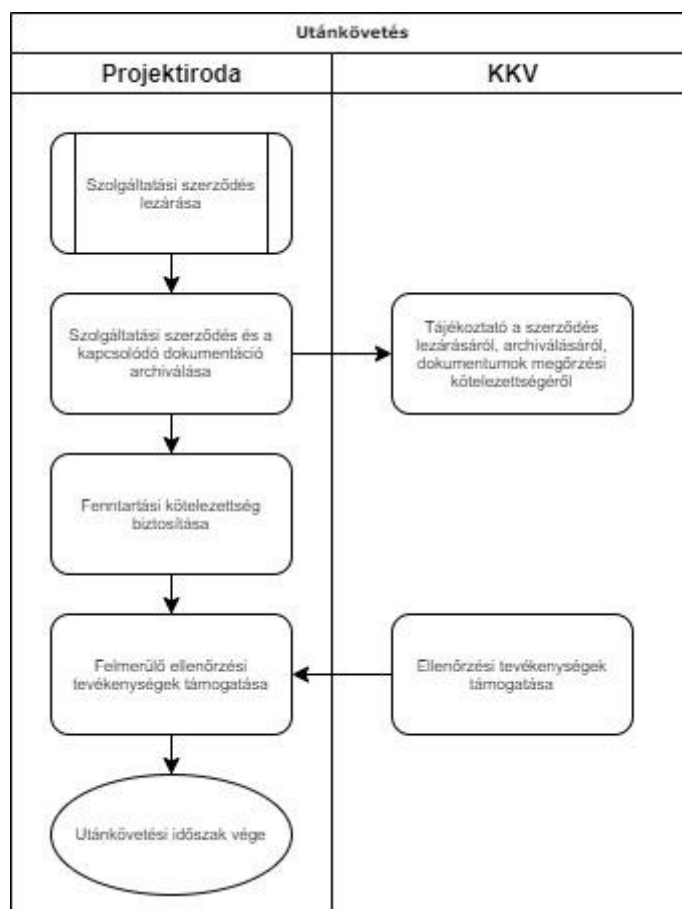 Utánkövetés
Projektiroda
KKV
Szolgáltatási szerződés
lezárása
Szolgáltatási szerződés és a
kapcsolódó dokumentáció
archiválása
Tájékoztató a szerződés
lezárásáról, archiválásáról,
dokumentumok megőrzési
kötelezettségéről
Fenntartási kötelezettség
biztosítása
Felmerülő ellenőrzési
tevékenységek támogatása
Ellenőrzési tevékenységek
támogatása
Utánkövetési időszak vége